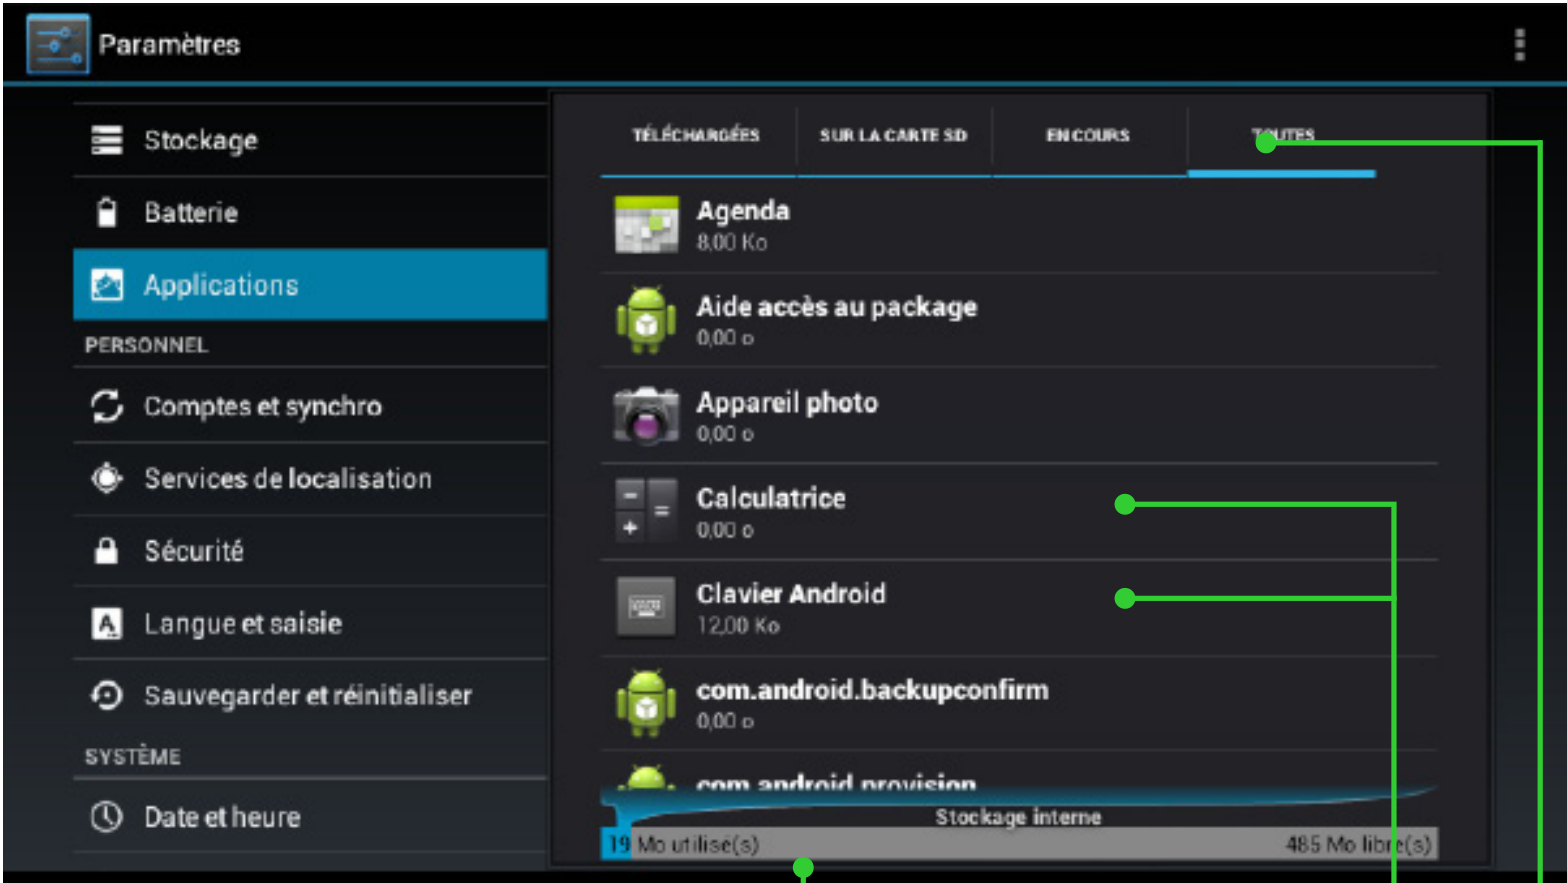 Paramètres
Stockage
Batterie
Applications
PERSONNEL
Comptes et synchro
Services de localisation
Sécurité
Langue et saisie
Sauvegarder et réinitialiser
SYSTÈME
Date et heure
TÉLÉCHARGÉES SUR LA CARTE SD EN COURS TOUTES
Agenda
8,00 Ko
Aide accès au package
0,00 o
Appareil photo
0,00 o
Calculatrice
0,00 o
Clavier Android
12,00 Ko
com.android.backupconfirm
0,00 o
com.android.provision
Stockage interne
19 Mo utilisé(s) 485 Mo libre(s)